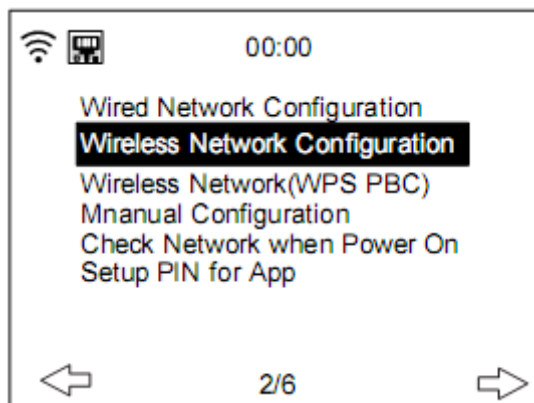 00:00
Wired Network Configuration
Wireless Network Configuration
Wireless Network(WPS PBC)
Mnanual Configuration
Check Network when Power On
Setup PIN for App
2/6